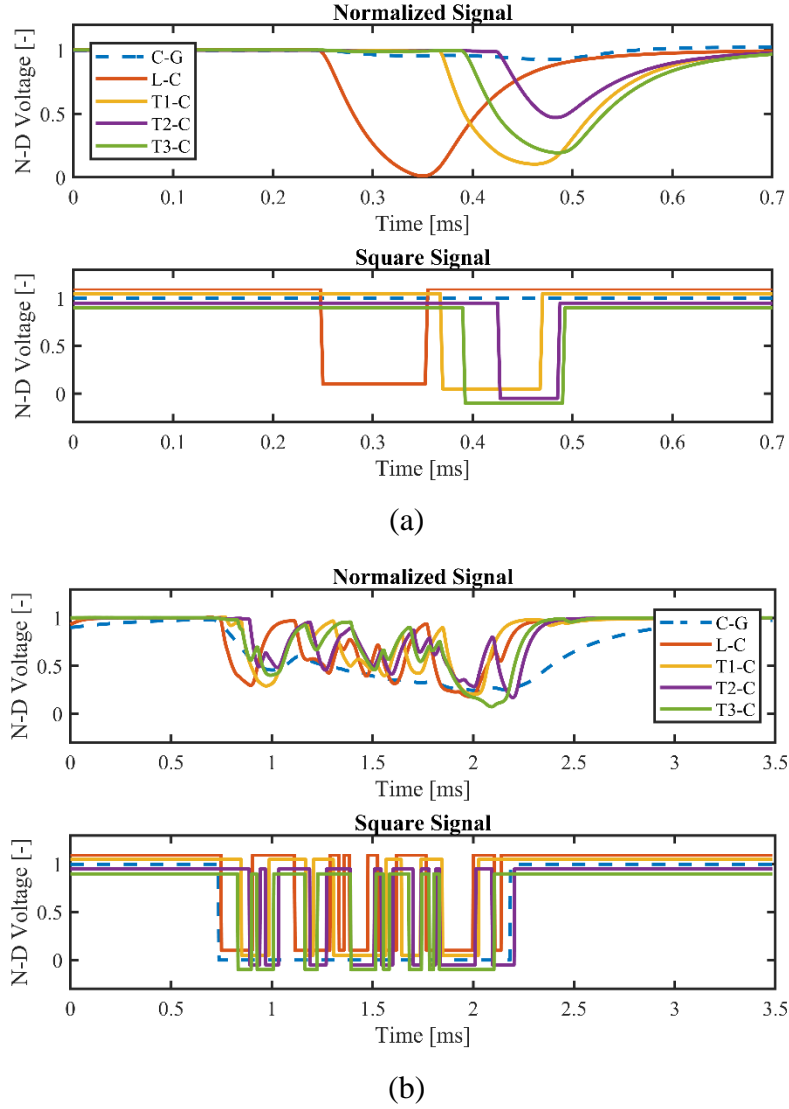 Normalized Signal
N-D Voltage [-]
1
0.5
0
C-G
L-C
T1-C
T2-C
T3-C
0 0.1 0.2 0.3 0.4 0.5 0.6 0.7
Time [ms]
Square Signal
N-D Voltage [-]
1
0.5
0
0 0.1 0.2 0.3 0.4 0.5 0.6 0.7
Time [ms]
(a)
Normalized Signal
N-D Voltage [-]
1
0.5
0
C-G
L-C
T1-C
T2-C
T3-C
0 0.5 1 1.5 2 2.5 3 3.5
Time [ms]
Square Signal
N-D Voltage [-]
1
0.5
0
0 0.5 1 1.5 2 2.5 3 3.5
Time [ms]
(b)